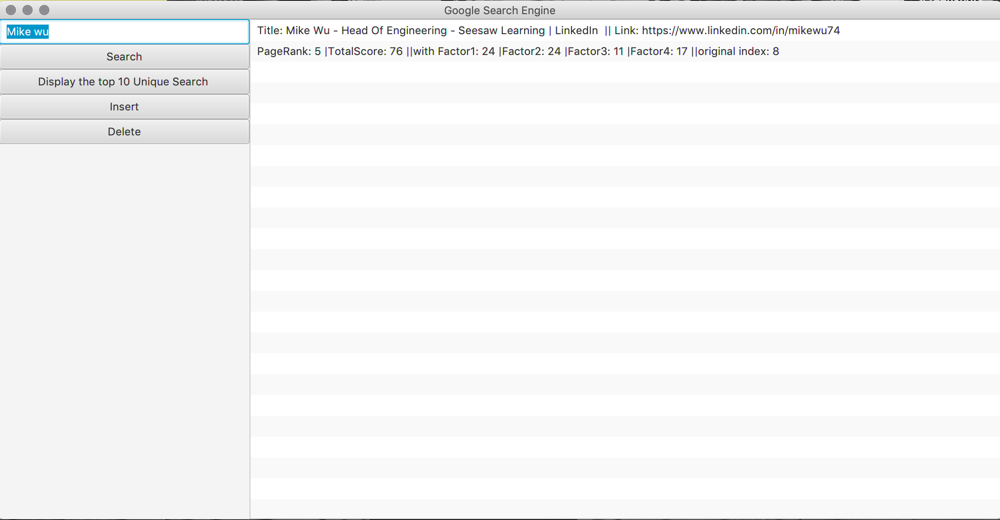 Google Search Engine
Mike wu
Search
Display the top 10 Unique Search
Insert
Delete
Title: Mike Wu - Head Of Engineering - Seesaw Learning | LinkedIn  || Link: https://www.linkedin.com/in/mikewu74
PageRank: 5 |TotalScore: 76 ||with Factor1: 24 |Factor2: 24 |Factor3: 11 |Factor4: 17 ||original index: 8